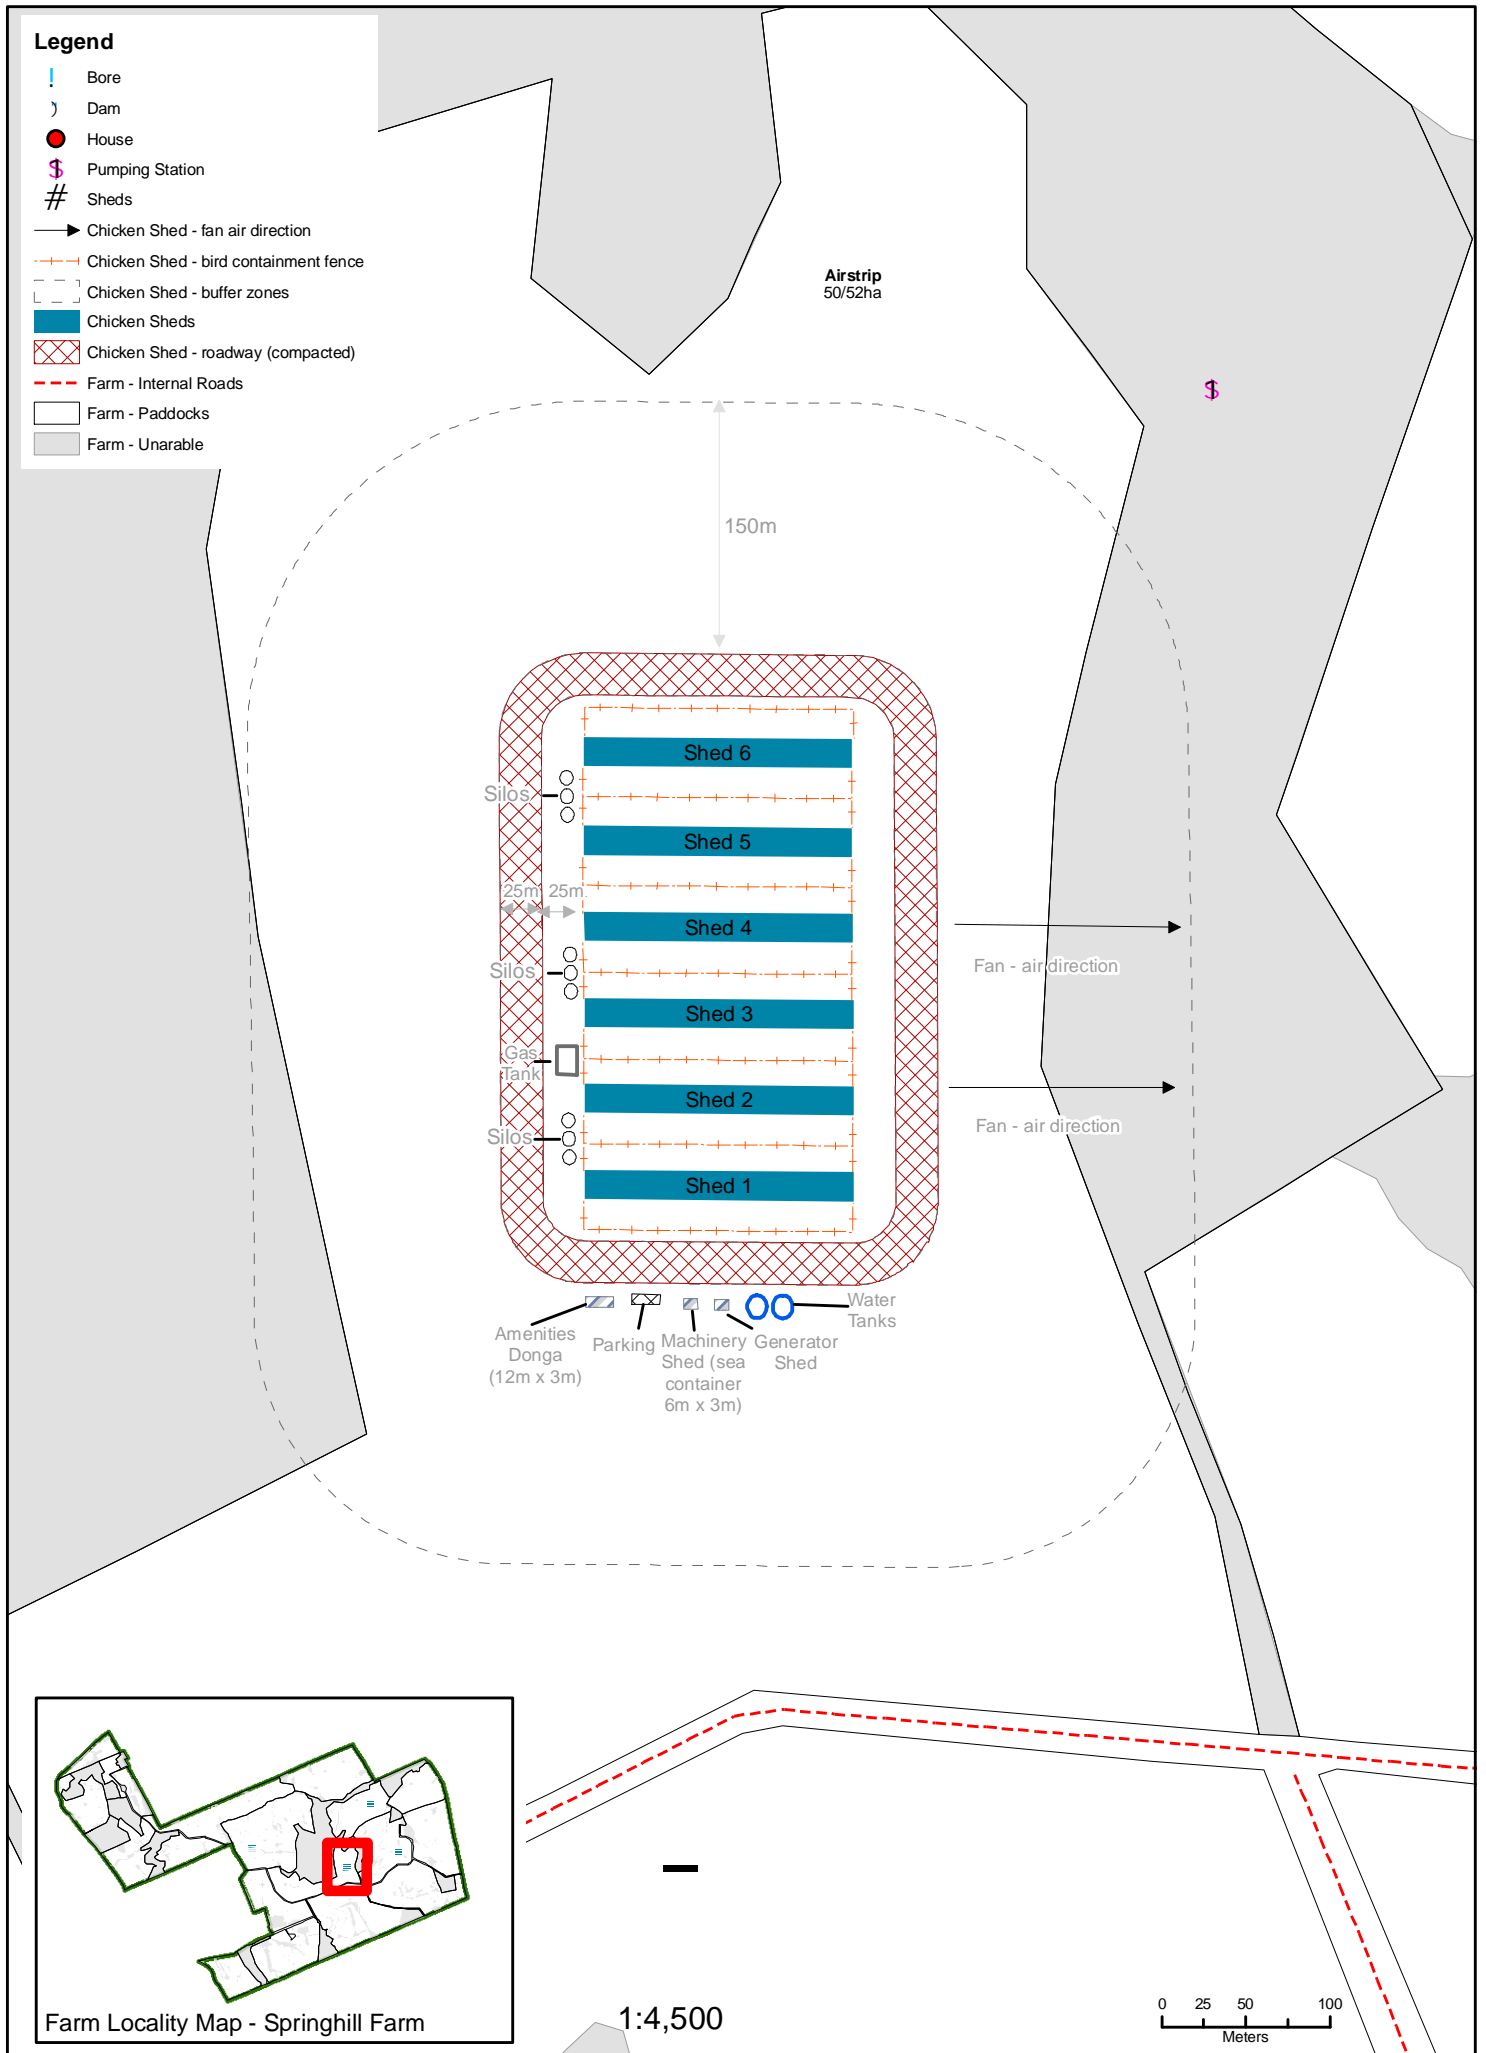 Legend
Bore
Dam
House
Pumping Station
Sheds
Chicken Shed - fan air direction
Chicken Shed - bird containment fence
Chicken Shed - buffer zones
Chicken Sheds
Chicken Shed - roadway (compacted)
Farm - Internal Roads
Farm - Paddocks
Farm - Unarable
Airstrip
50/52ha
150m
Shed 6
Silos
Shed 5
25m 25m
Shed 4
Fan - air direction
Silos
Shed 3
Gas
Tank
Shed 2
Fan - air direction
Silos
Shed 1
Water
Tanks
Amenities
Donga
(12m x 3m)
Parking
Machinery
Shed (sea
container
6m x 3m)
Generator
Shed
Farm Locality Map - Springhill Farm
1:4,500
0 25 50 100
Meters